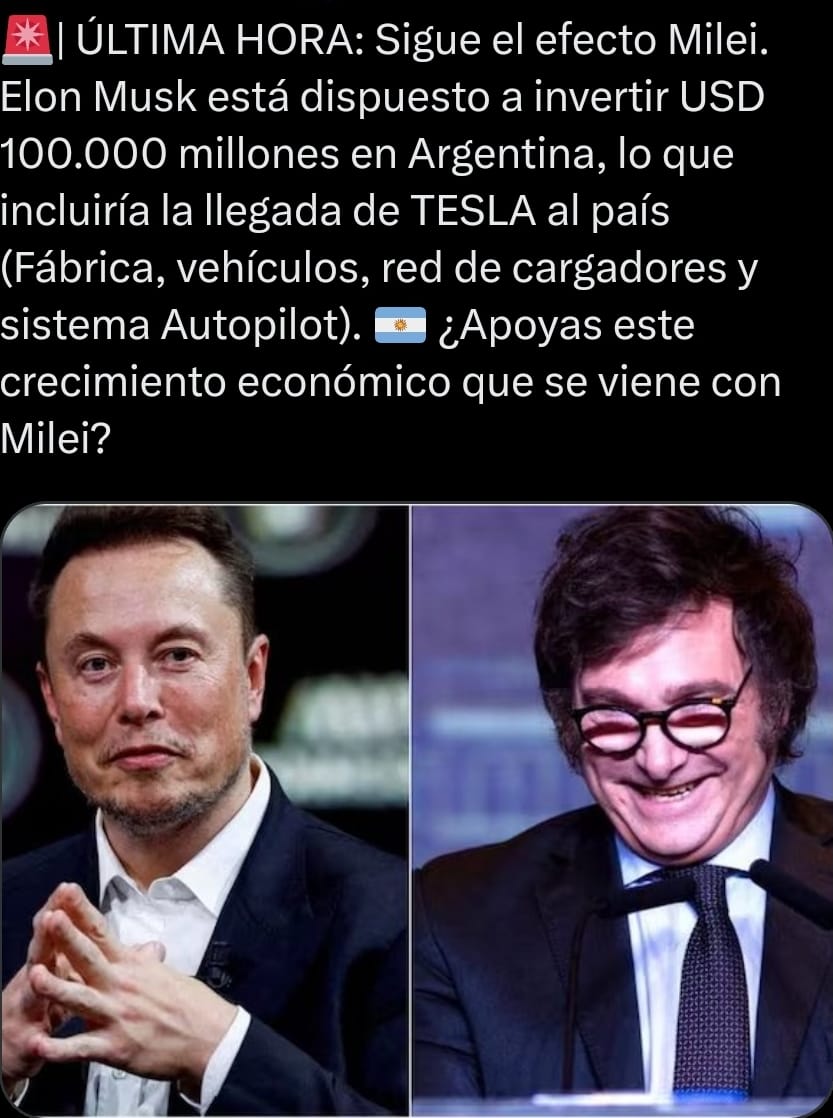 🚨| ÚLTIMA HORA: Sigue el efecto Milei.
Elon Musk está dispuesto a invertir USD
100.000 millones en Argentina, lo que
incluiría la llegada de TESLA al país
(Fábrica, vehículos, red de cargadores y
sistema Autopilot). 🇦🇷 ¿Apoyas este
crecimiento económico que se viene con
Milei?